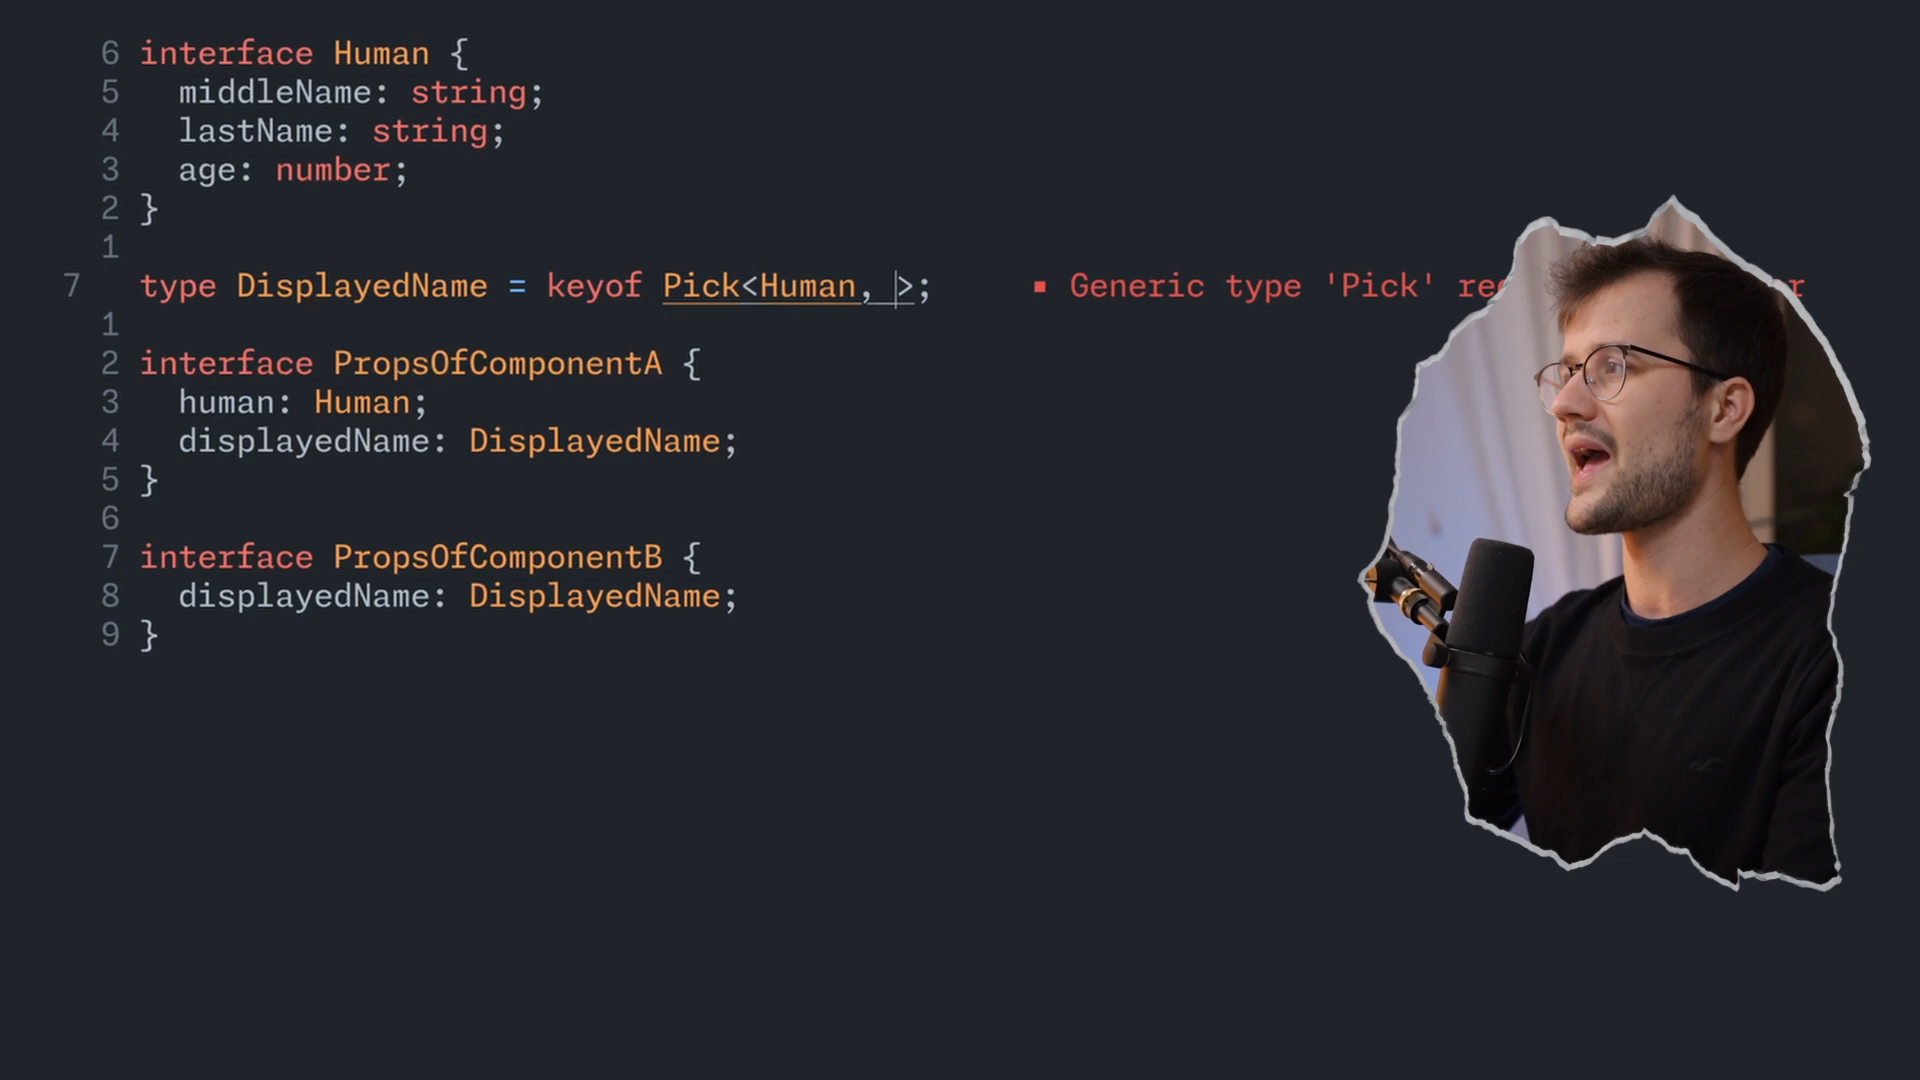 6 interface Human {
5 middleName: string;
4 lastName: string;
3 age: number;
2 }
1
7 type DisplayedName = keyof Pick<Human, >; ▪ Generic type 'Pick'
1
2 interface PropsOfComponentA {
3 human: Human;
4 displayedName: DisplayedName;
5 }
6
7 interface PropsOfComponentB {
8 displayedName: DisplayedName;
9 }